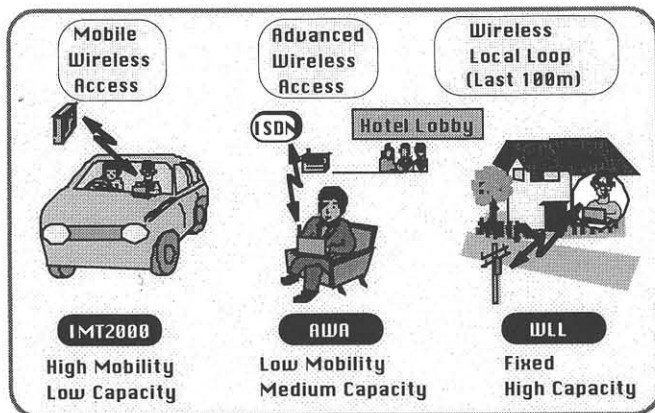 Mobile
Wireless
Access
Advanced
Wireless
Access
Wireless
Local Loop
(Last 100m)
ISDN
Hotel Lobby
IMT2000
AWA
WLL
High Mobility
Low Capacity
Low Mobility
Medium Capacity
Fixed
High Capacity